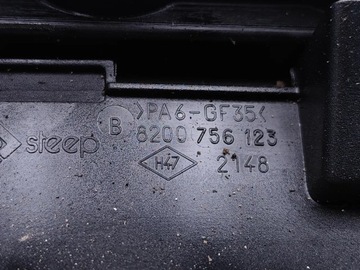 >PA6-GF35<
B 8200 756 123
steep
H47 2148